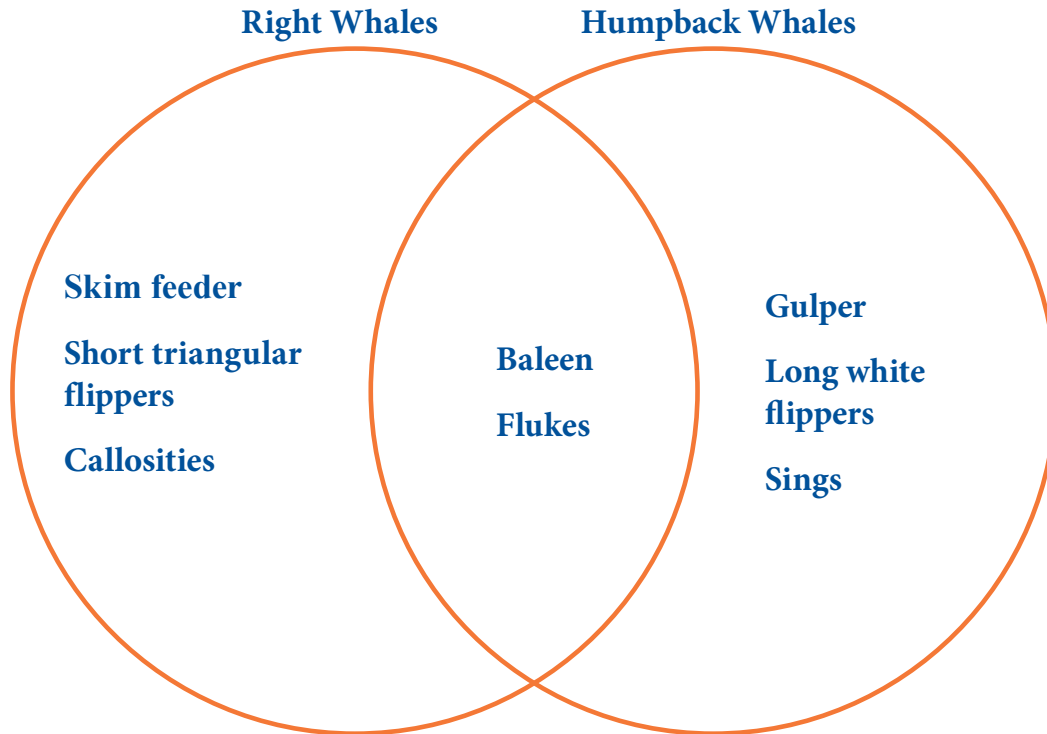 Right Whales
Humpback Whales
Skim feeder
Short triangular
flippers
Callosities
Baleen
Flukes
Gulper
Long white
flippers
Sings